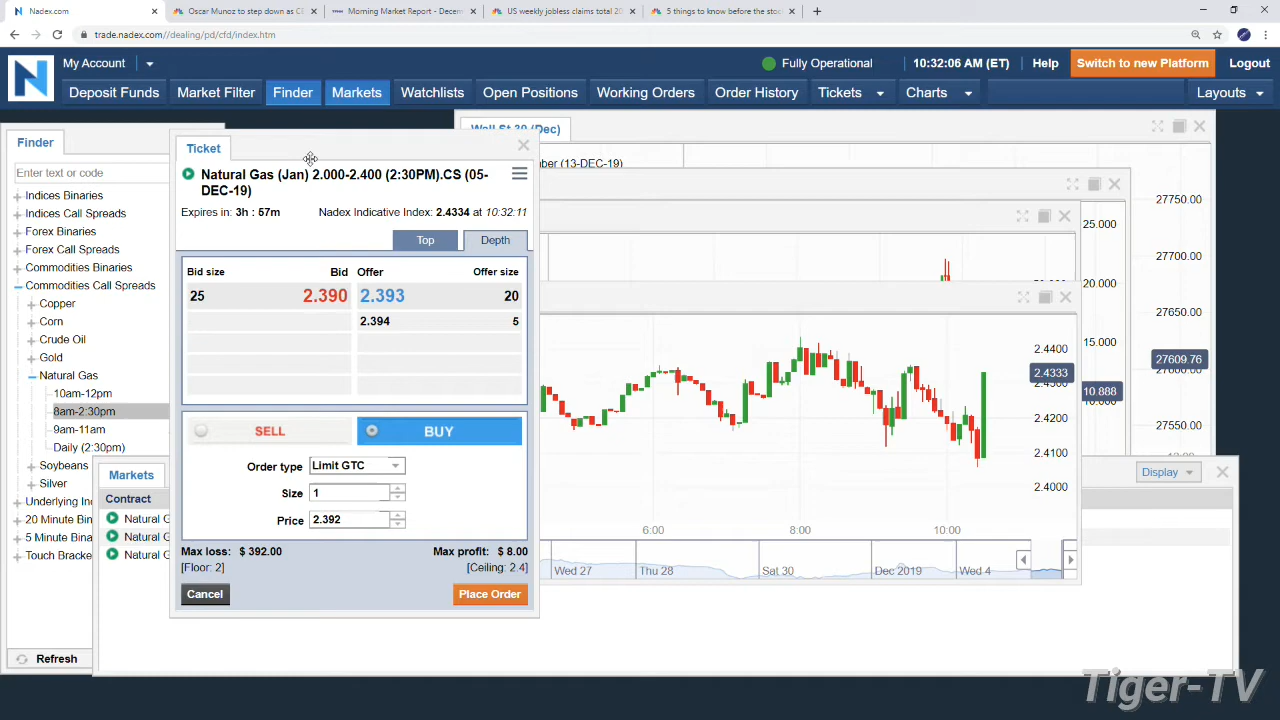 Nadex.com
Oscar Munoz to step down as CE
Morning Market Report - Decem
US weekly jobless claims total 20
5 things to know before the stoc
trade.nadex.com/dealing/pd/cfd/index.htm
My Account
Fully Operational
10:32:06 AM (ET)
Help
Switch to new Platform
Logout
Deposit Funds
Market Filter
Finder
Markets
Watchlists
Open Positions
Working Orders
Order History
Tickets
Charts
Layouts
Finder
Enter text or code
Indices Binaries
Indices Call Spreads
Forex Binaries
Forex Call Spreads
Commodities Binaries
Commodities Call Spreads
Copper
Corn
Crude Oil
Gold
Natural Gas
10am-12pm
8am-2:30pm
9am-11am
Daily (2:30pm)
Soybeans
Silver
Underlying Ind
20 Minute Bin
5 Minute Bina
Touch Bracke
Refresh
Ticket
Natural Gas (Jan) 2.000-2.400 (2:30PM).CS (05-
DEC-19)
Expires in: 3h : 57m
Nadex Indicative Index: 2.4334 at 10:32:11
Top
Depth
Bid size Bid Offer Offer size
25 2.390 2.393 20
2.394 5
SELL
BUY
Order type Limit GTC
Size 1
Price 2.392
Max loss: $ 392.00
Max profit: $ 8.00
[Floor: 2]
[Ceiling: 2.4]
Cancel
Place Order
Wall St 30 (Dec)
mber (13-DEC-19)
27750.00
27700.00
27650.00
27609.76
27550.00
25.000
20.000
15.000
10.888
2.4400
2.4333
2.4300
2.4200
2.4100
2.4000
6:00
8:00
10:00
Wed 27
Thu 28
Sat 30
Dec 2019
Wed 4
Markets
Display
Contract
Natural G
Natural G
Natural G
Tiger-TV